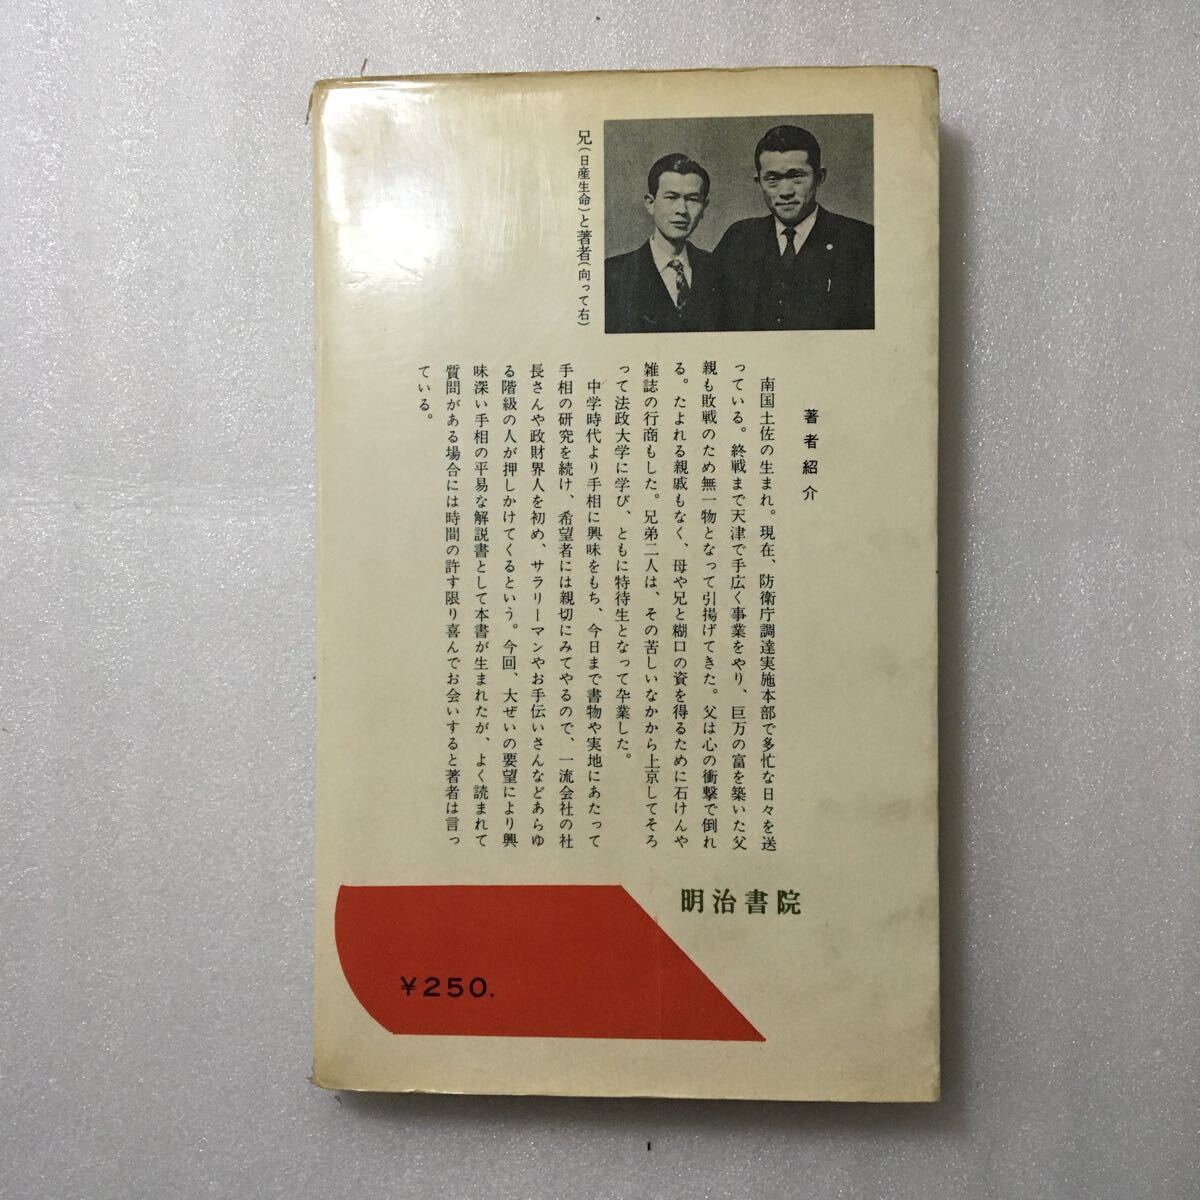 兄（日産生命）と著者（向って右）
著者紹介
南国土佐の生まれ。現在、防衛庁調達実施本部で多忙な日々を送
っている。終戦まで天津で手広く事業をやり、巨万の富を築いた父
親も敗戦のため無一物となって引揚げてきた。父は心の衝撃で倒れ
る。たよれる親戚もなく、母や兄と糊口の資を得るために石けんや
雑誌の行商もした。兄弟二人は、その苦しいなかから上京してそろ
って法政大学に学び、ともに特待生となって卒業した。
中学時代より手相に興味をもち、今日まで書物や実地にあたって
手相の研究を続け、希望者には親切にみてやるので、一流会社の社
長さんや政財界人を初め、サラリーマンやお手伝いさんなどあらゆ
る階級の人が押しかけてくるという。今回、大ぜいの要望により興
味深い手相の平易な解説書として本書が生まれたが、よく読まれて
質問がある場合には時間の許す限り喜んでお会いすると著者は言っ
ている。
明治書院
¥250.